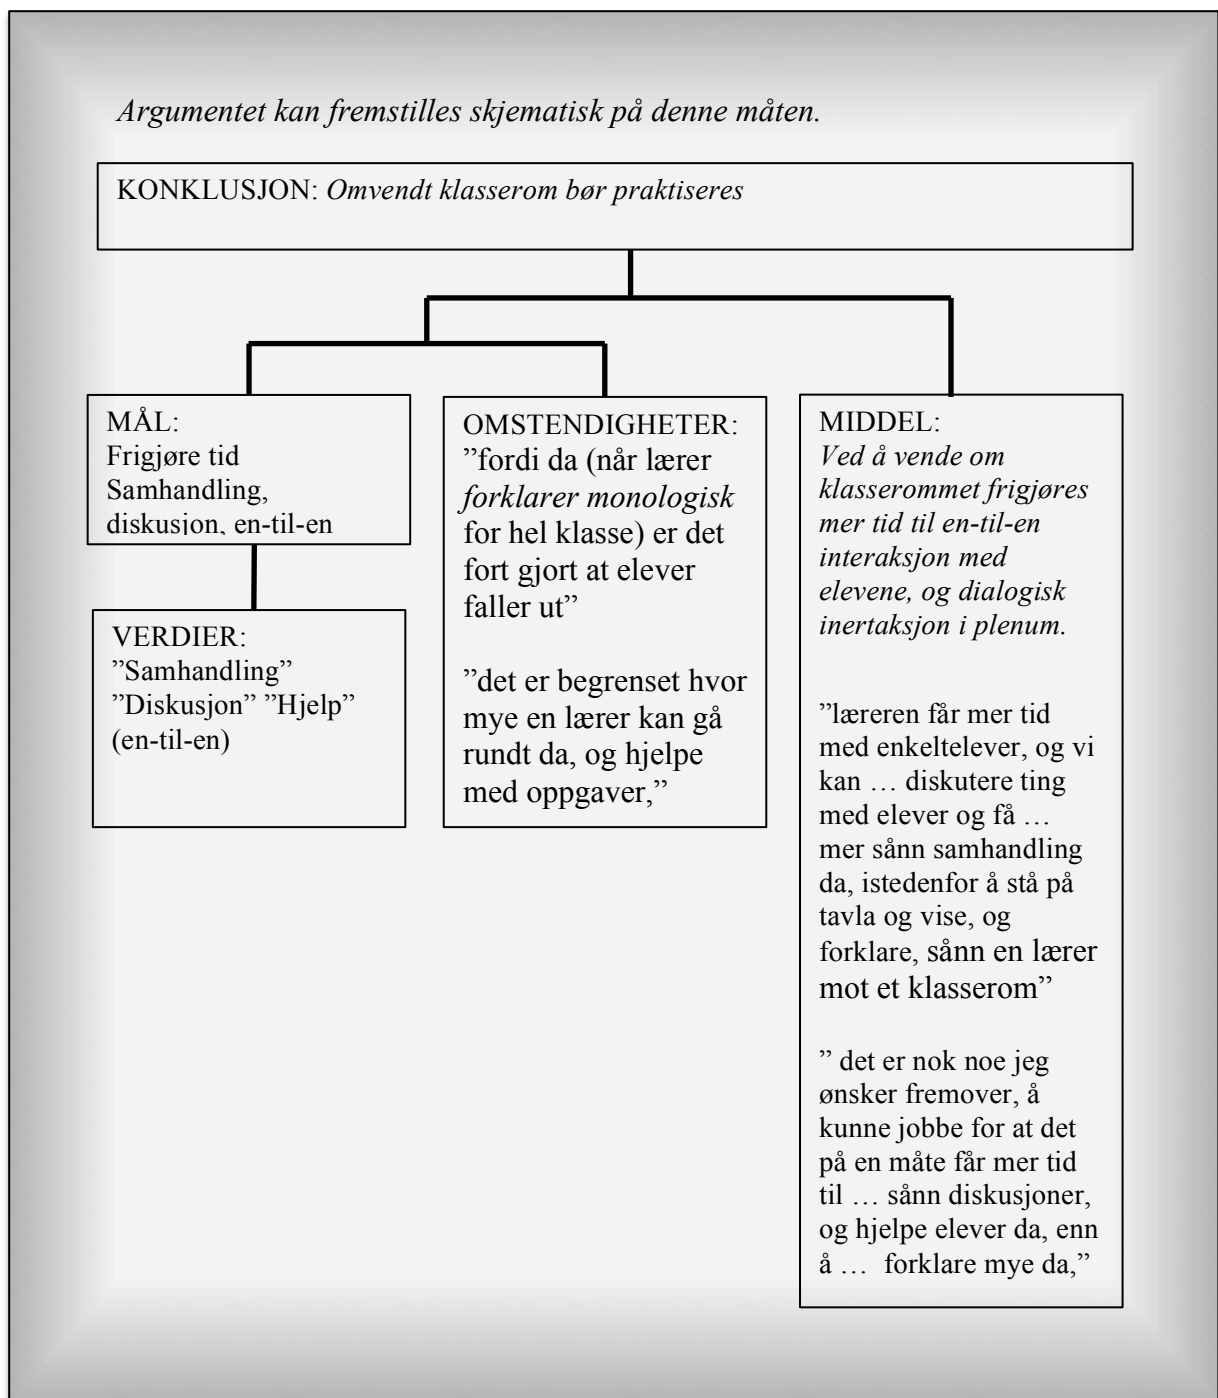 Argumentet kan fremstilles skjematisk på denne måten.
KONKLUSJON: Omvendt klasserom bør praktiseres
MÅL:
Frigjøre tid
Samhandling,
diskusjon, en-til-en
VERDIER:
”Samhandling”
”Diskusjon” ”Hjelp”
(en-til-en)
OMSTENDIGHETER:
”fordi da (når lærer
forklarer monologisk
for hel klasse) er det
fort gjort at elever
faller ut”
”det er begrenset hvor
mye en lærer kan gå
rundt da, og hjelpe
med oppgaver,”
MIDDEL:
Ved å vende om
klasserommet frigjøres
mer tid til en-til-en
interaksjon med
elevene, og dialogisk
inertaksjon i plenum.
”læreren får mer tid
med enkeltelever, og vi
kan … diskutere ting
med elever og få …
mer sånn samhandling
da, istedenfor å stå på
tavla og vise, og
forklare, sånn en lærer
mot et klasserom”
” det er nok noe jeg
ønsker fremover, å
kunne jobbe for at det
på en måte får mer tid
til … sånn diskusjoner,
og hjelpe elever da, enn
å … forklare mye da,”